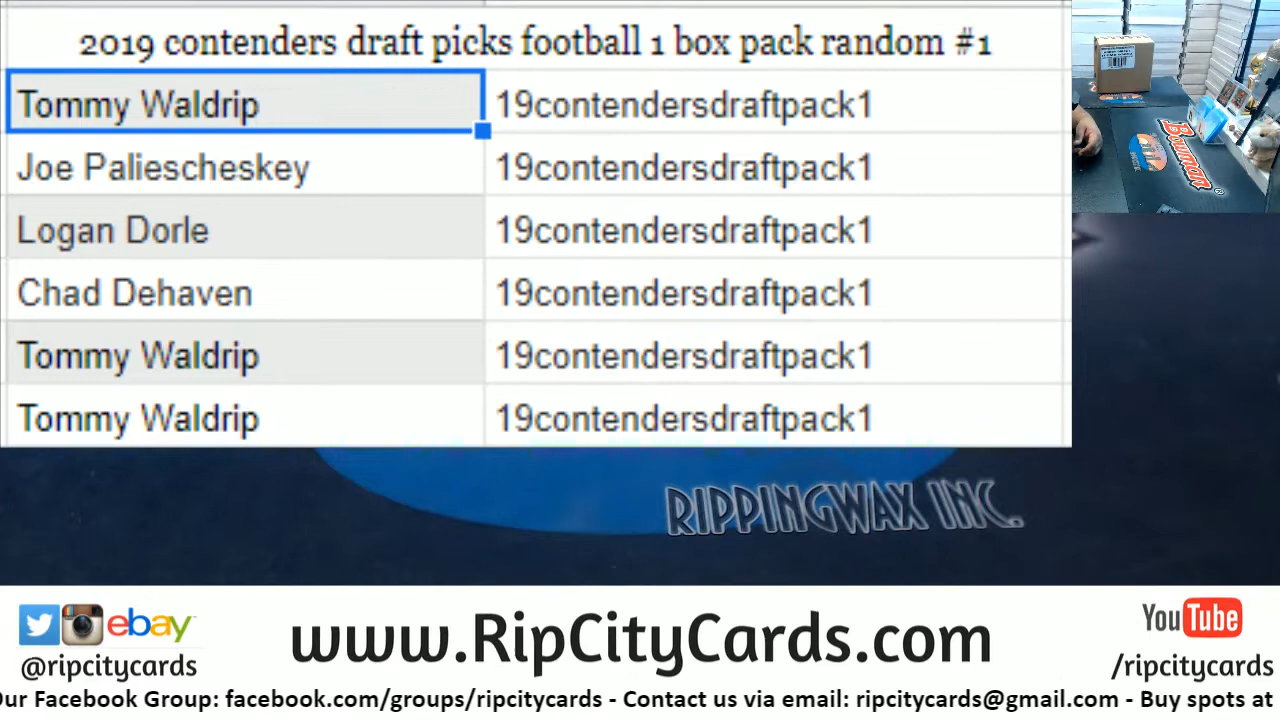 2019 contenders draft picks football 1 box pack random #1
Tommy Waldrip 19contendersdraftpack1
Joe Paliescheskey 19contendersdraftpack1
Logan Dorle 19contendersdraftpack1
Chad Dehaven 19contendersdraftpack1
Tommy Waldrip 19contendersdraftpack1
Tommy Waldrip 19contendersdraftpack1
Bowman®
RIPPINGWAX INC.
ebay
@ripcitycards
www.RipCityCards.com
YouTube
/ripcitycards
Our Facebook Group: facebook.com/groups/ripcitycards - Contact us via email: ripcitycards@gmail.com - Buy spots at